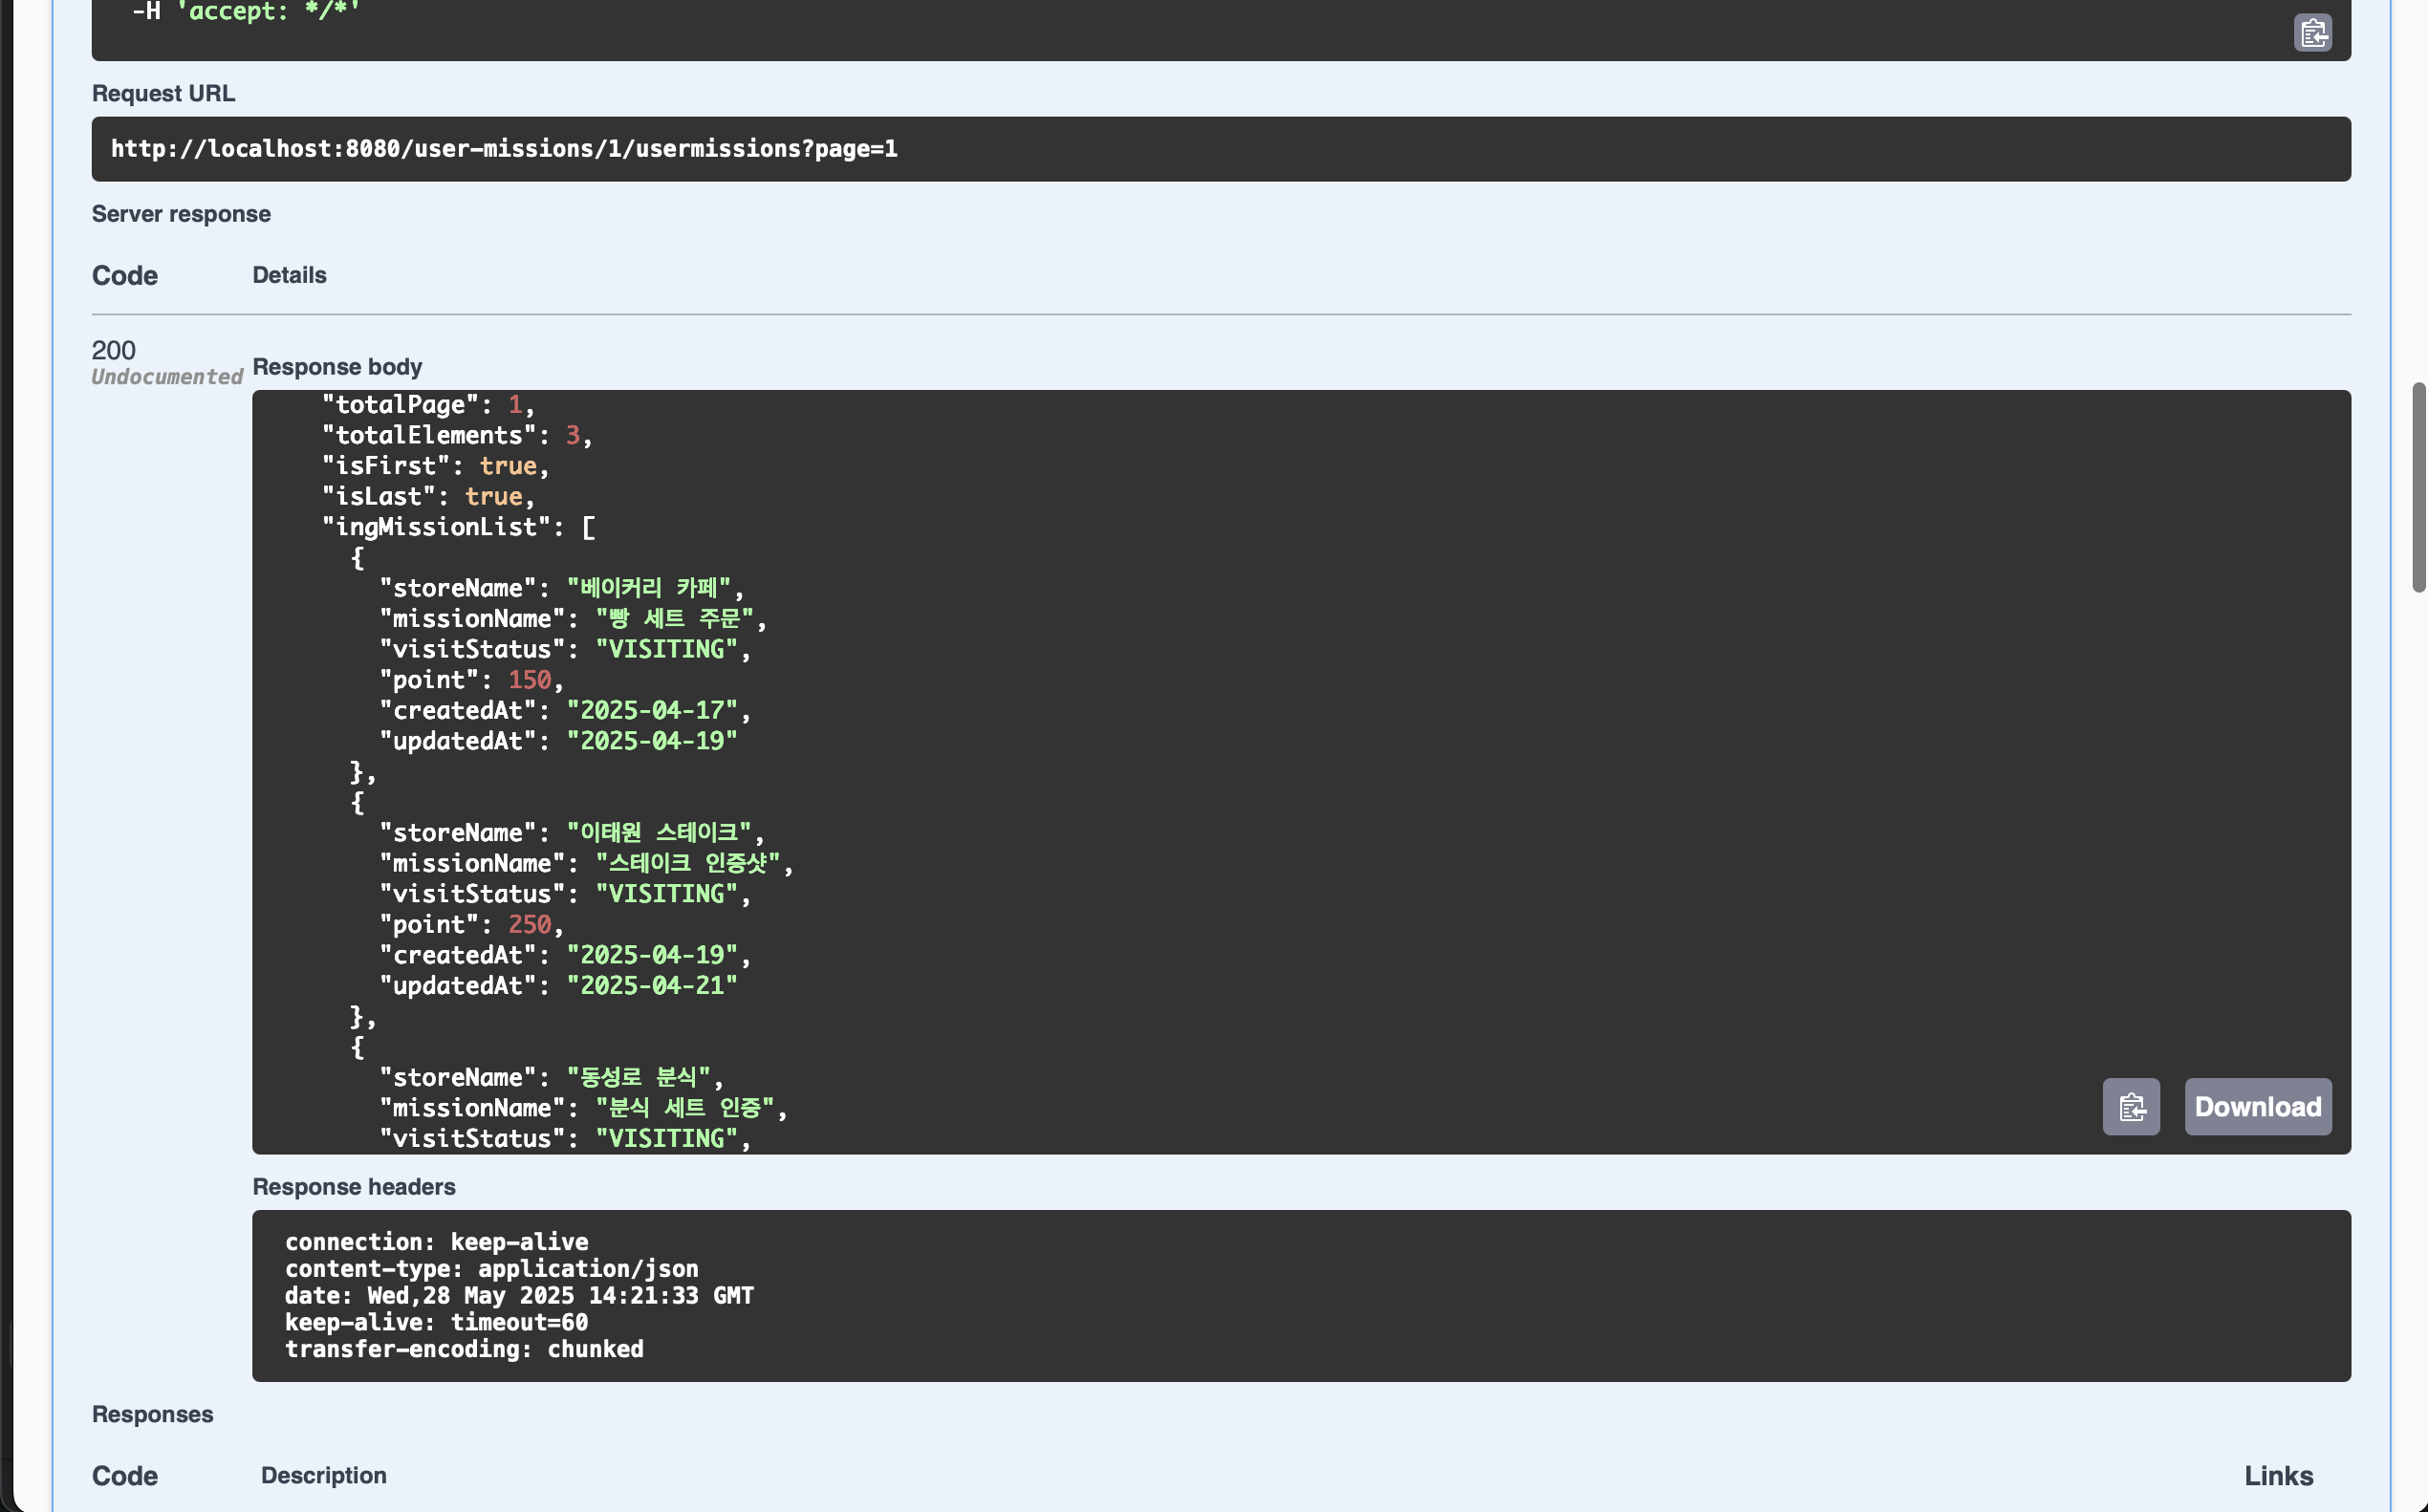 -H 'accept: */*'
Request URL
http://localhost:8080/user-missions/1/usermissions?page=1
Server response
Code Details
200
Undocumented
Response body
"totalPage": 1,
"totalElements": 3,
"isFirst": true,
"isLast": true,
"ingMissionList": [
{
"storeName": "베이커리 카페",
"missionName": "빵 세트 주문",
"visitStatus": "VISITING",
"point": 150,
"createdAt": "2025-04-17",
"updatedAt": "2025-04-19"
},
{
"storeName": "이태원 스테이크",
"missionName": "스테이크 인증샷",
"visitStatus": "VISITING",
"point": 250,
"createdAt": "2025-04-19",
"updatedAt": "2025-04-21"
},
{
"storeName": "동성로 분식",
"missionName": "분식 세트 인증",
"visitStatus": "VISITING",
Download
Response headers
connection: keep-alive
content-type: application/json
date: Wed,28 May 2025 14:21:33 GMT
keep-alive: timeout=60
transfer-encoding: chunked
Responses
Code Description Links